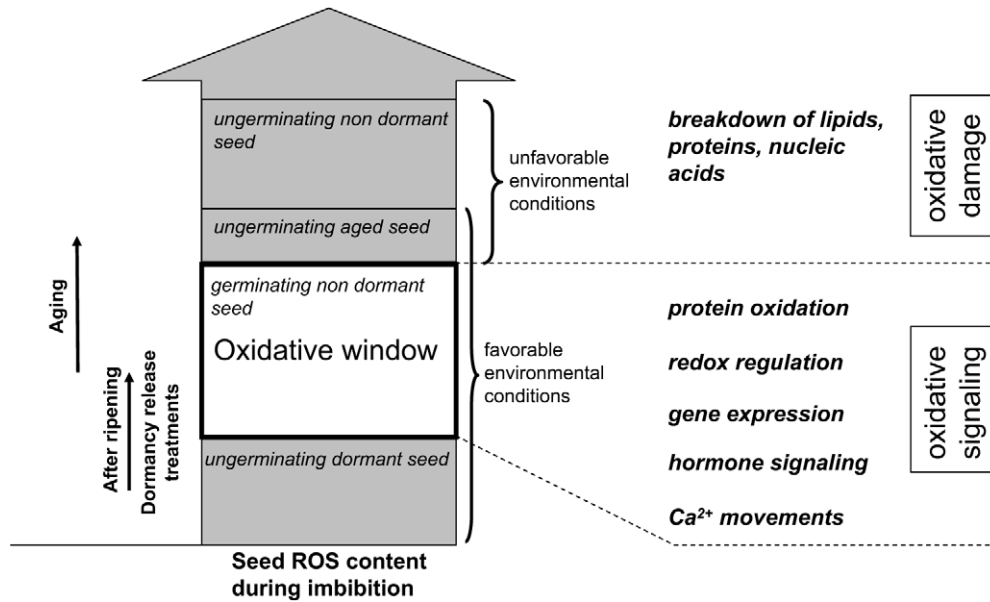 ungerminating non dormant
seed
ungerminating aged seed
germinating non dormant
seed
Oxidative window
ungerminating dormant seed
Seed ROS content
during imbibition
Aging
After ripening
Dormancy release
treatments
unfavorable
environmental
conditions
favorable
environmental
conditions
breakdown of lipids,
proteins, nucleic
acids
protein oxidation
redox regulation
gene expression
hormone signaling
Ca²⁺ movements
oxidative
damage
oxidative
signaling